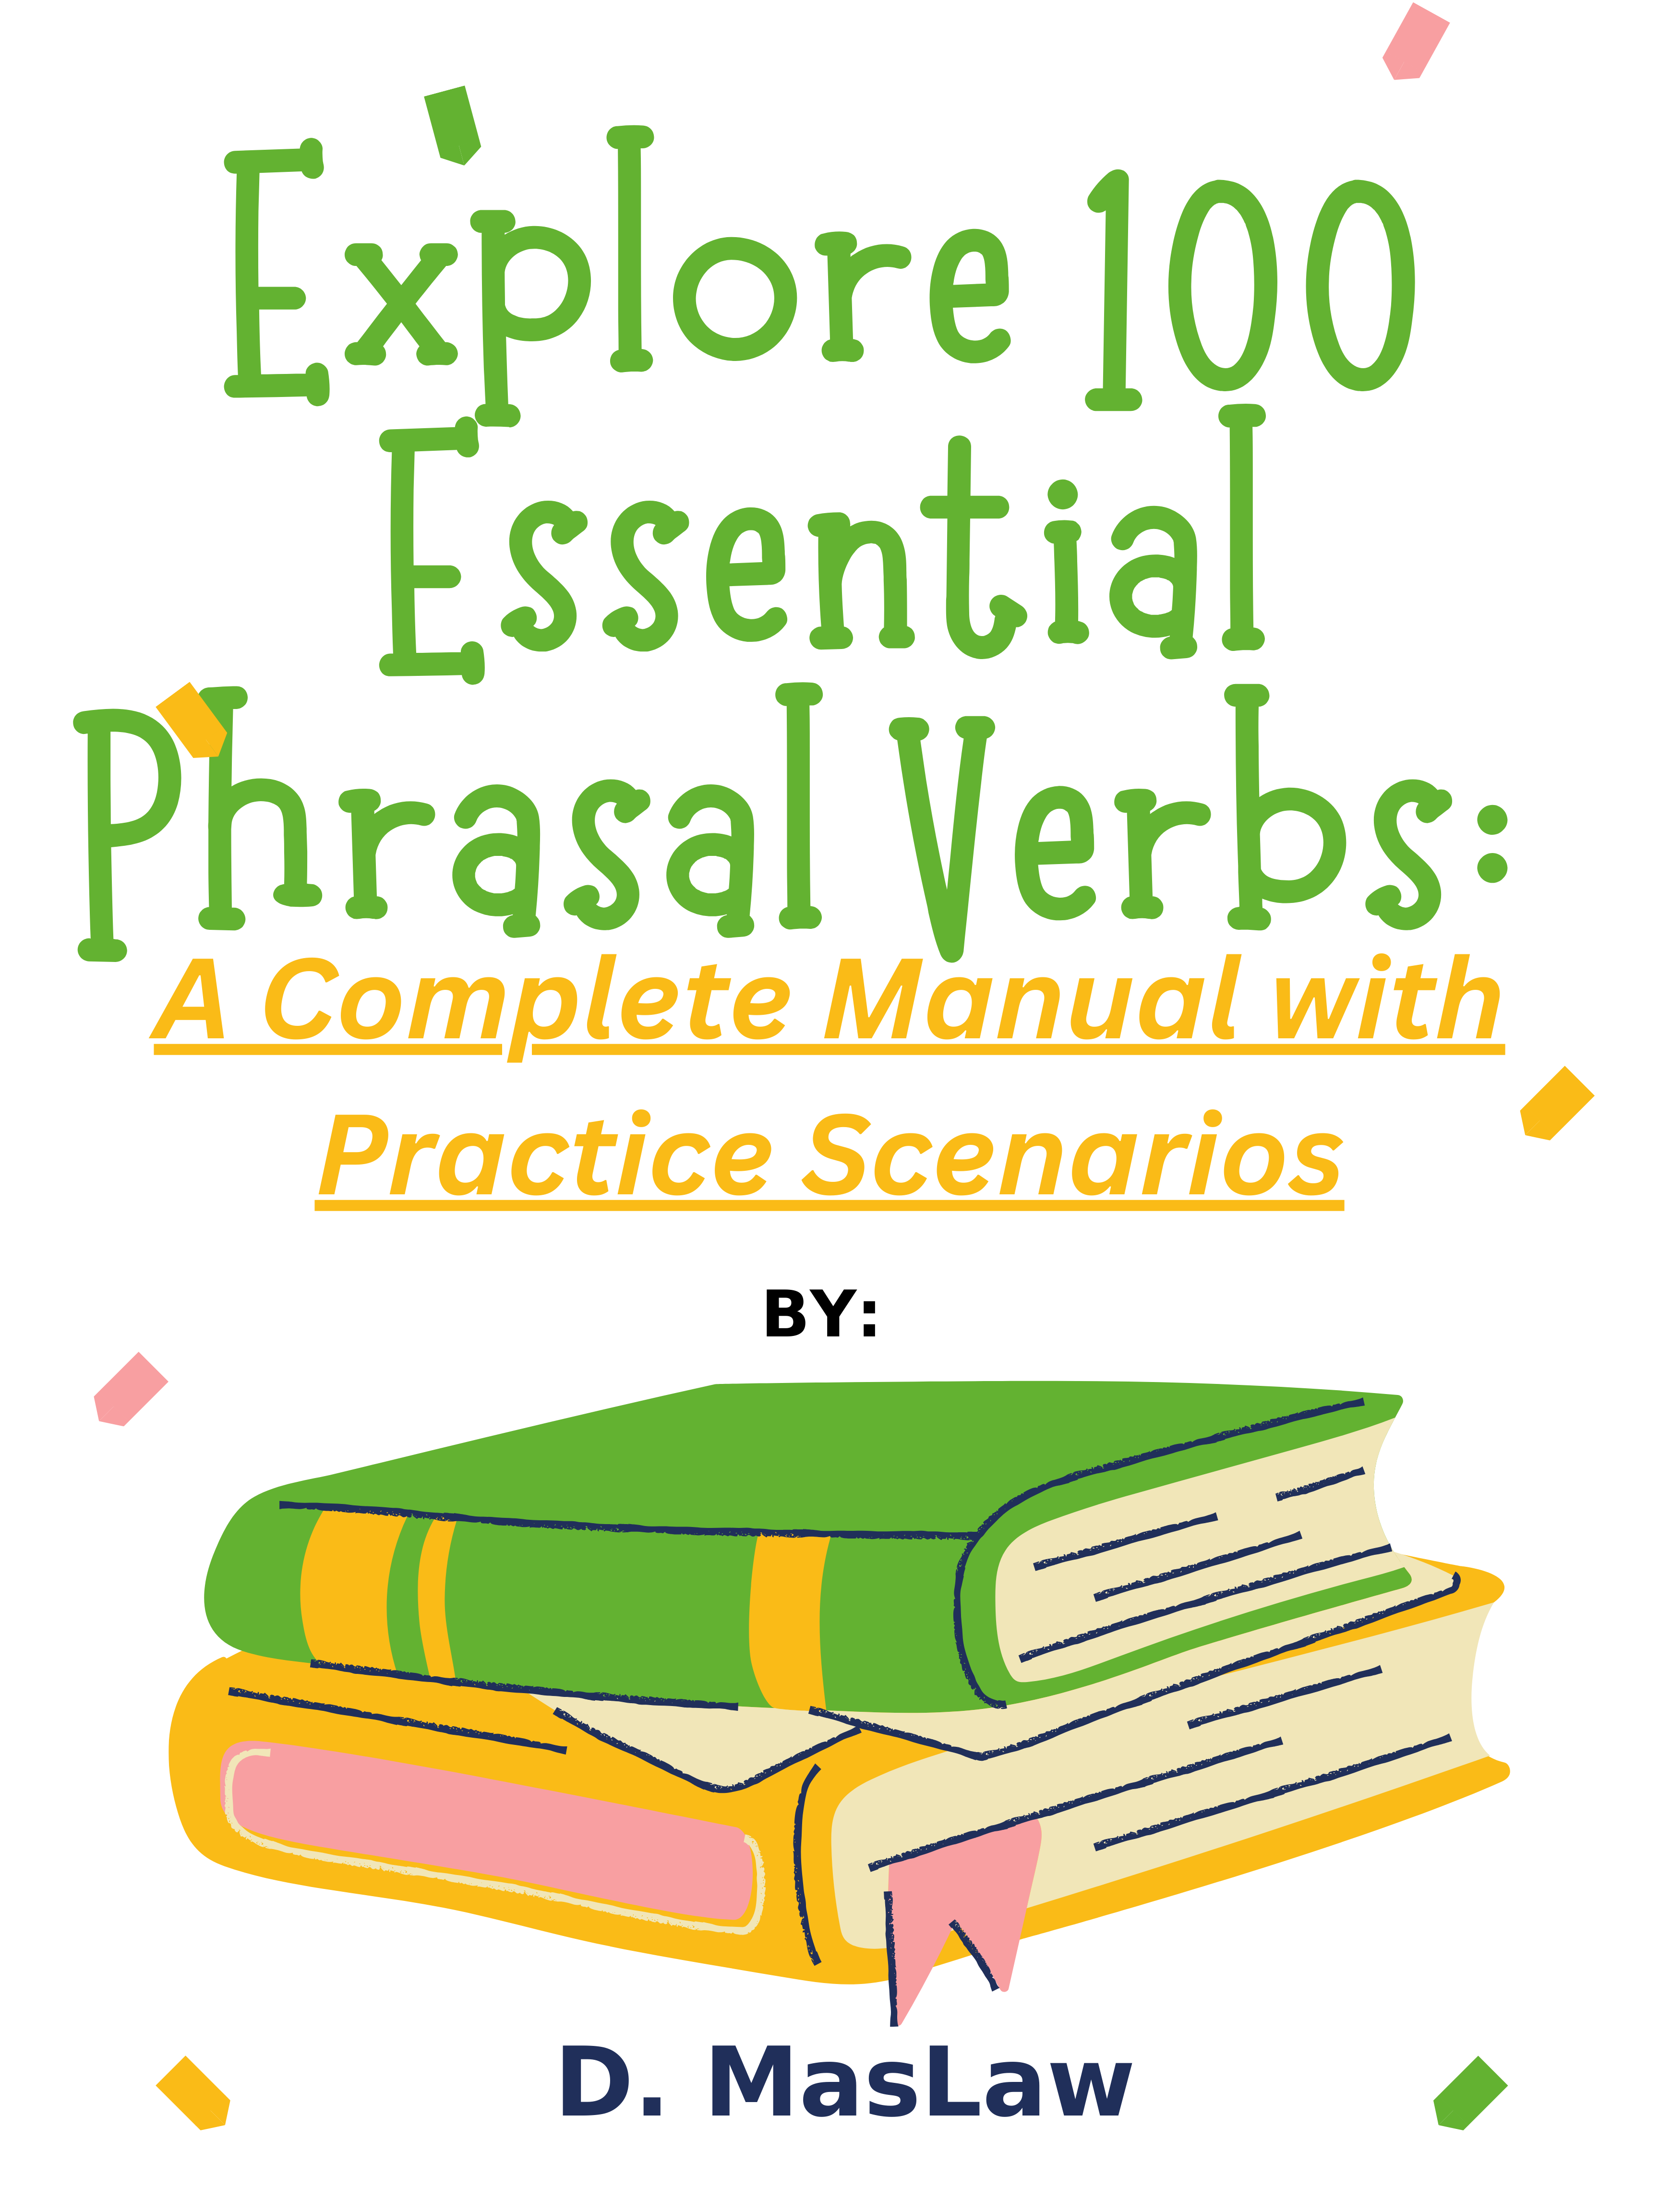 Explore 100
Essential
Phrasal Verbs:
A Complete Manual with
Practice Scenarios
BY:
D. MasLaw